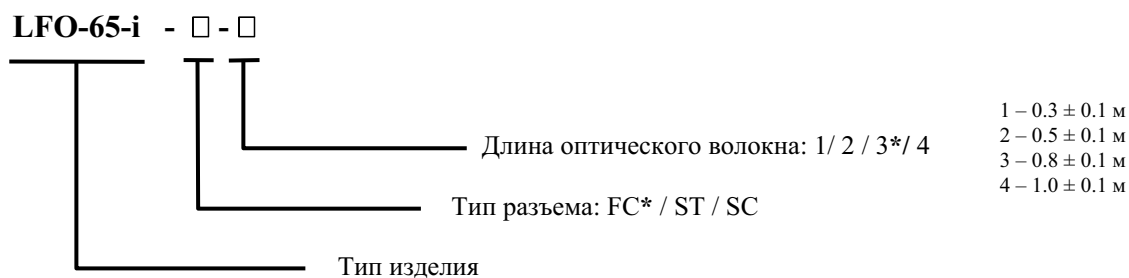 LFO-65-i - □ - □
1 – 0.3 ± 0.1 м
2 – 0.5 ± 0.1 м
Длина оптического волокна: 1/ 2 / 3*/ 4
3 – 0.8 ± 0.1 м
4 – 1.0 ± 0.1 м
Тип разъема: FC* / ST / SC
Тип изделия